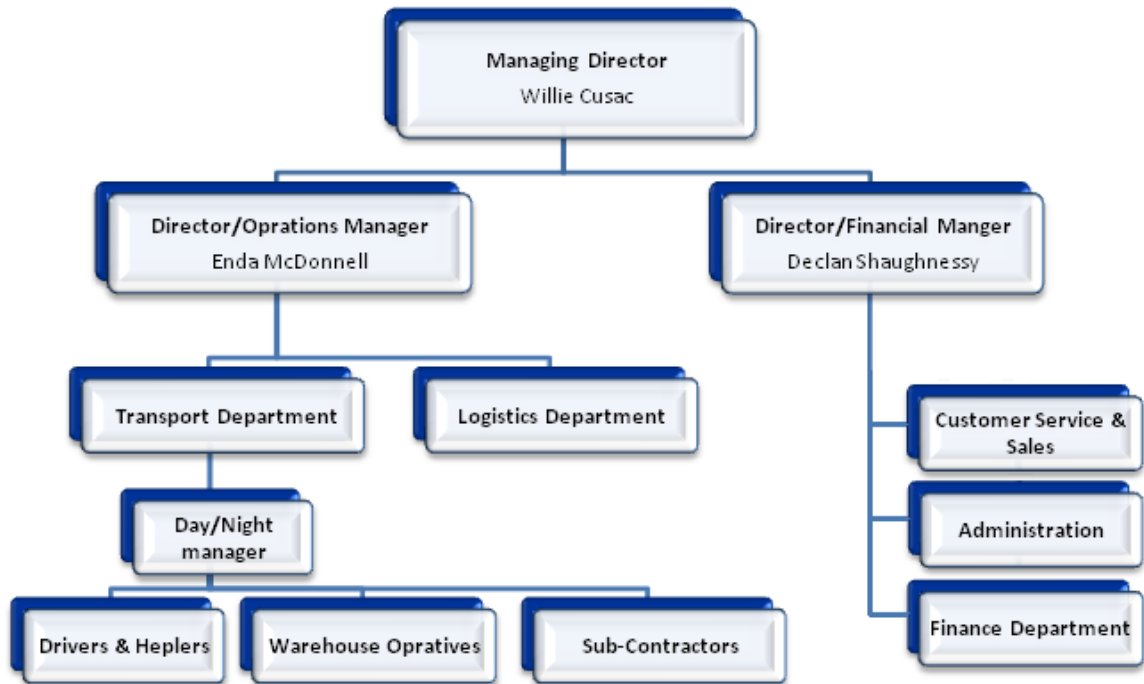 Managing Director
Willie Cusac
Director/Oprations Manager
Enda McDonnell
Director/Financial Manger
Declan Shaughnessy
Transport Department
Logistics Department
Customer Service &
Sales
Day/Night
manager
Administration
Drivers & Heplers
Warehouse Opratives
Sub-Contractors
Finance Department